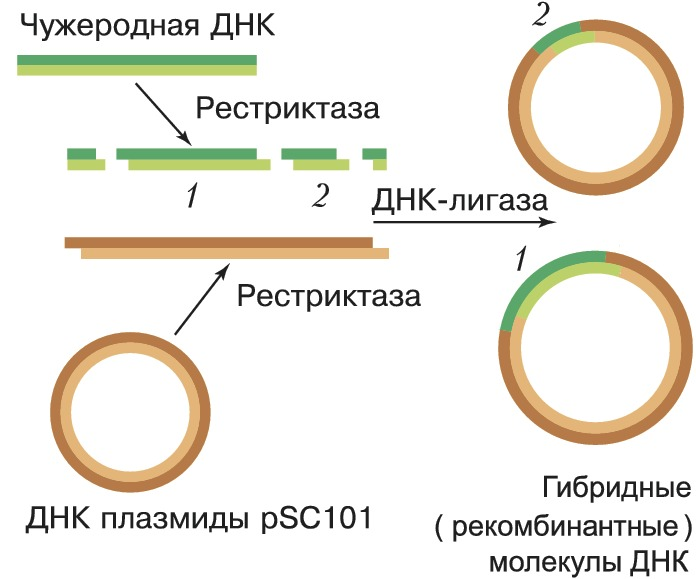 Чужеродная ДНК
Рестриктаза
1
2
ДНК-лигаза
Рестриктаза
ДНК плазмиды pSC101
2
1
Гибридные
( рекомбинантные )
молекулы ДНК